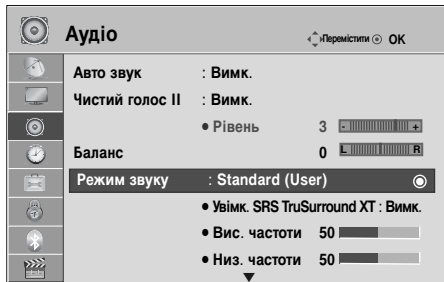 Аудіо Перемістити OK
Авто звук : Вимк.
Чистий голос II : Вимк.
• Рівень 3 - +
Баланс 0 L R
Режим звуку : Standard (User)
• Увімк. SRS TruSurround XT : Вимк.
• Вис. частоти 50
• Низ. частоти 50